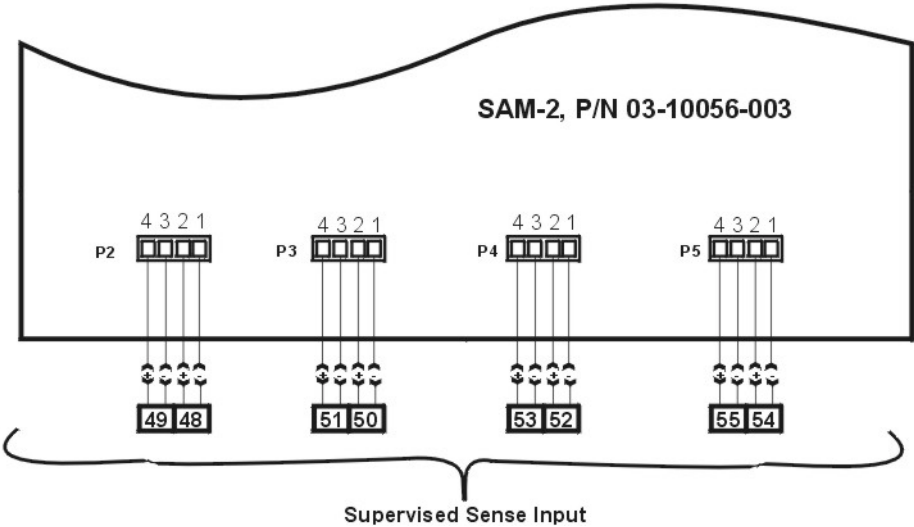 SAM-2, P/N 03-10056-003
4 3 2 1 4 3 2 1 4 3 2 1 4 3 2 1
P2 P3 P4 P5
+ - + - + - + - + - + - + - + -
49 48 51 50 53 52 55 54
Supervised Sense Input